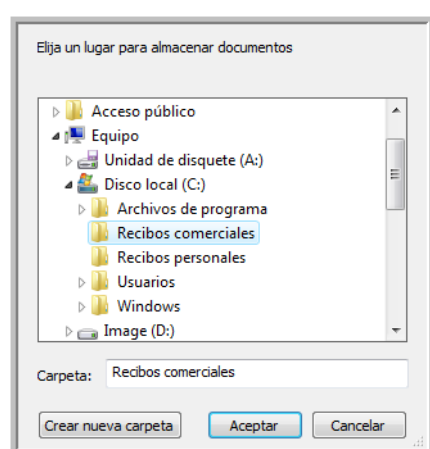 Elija un lugar para almacenar documentos
Acceso público
Equipo
Unidad de disquete (A:)
Disco local (C:)
Archivos de programa
Recibos comerciales
Recibos personales
Usuarios
Windows
Image (D:)
Carpeta: Recibos comerciales
Crear nueva carpeta Aceptar Cancelar